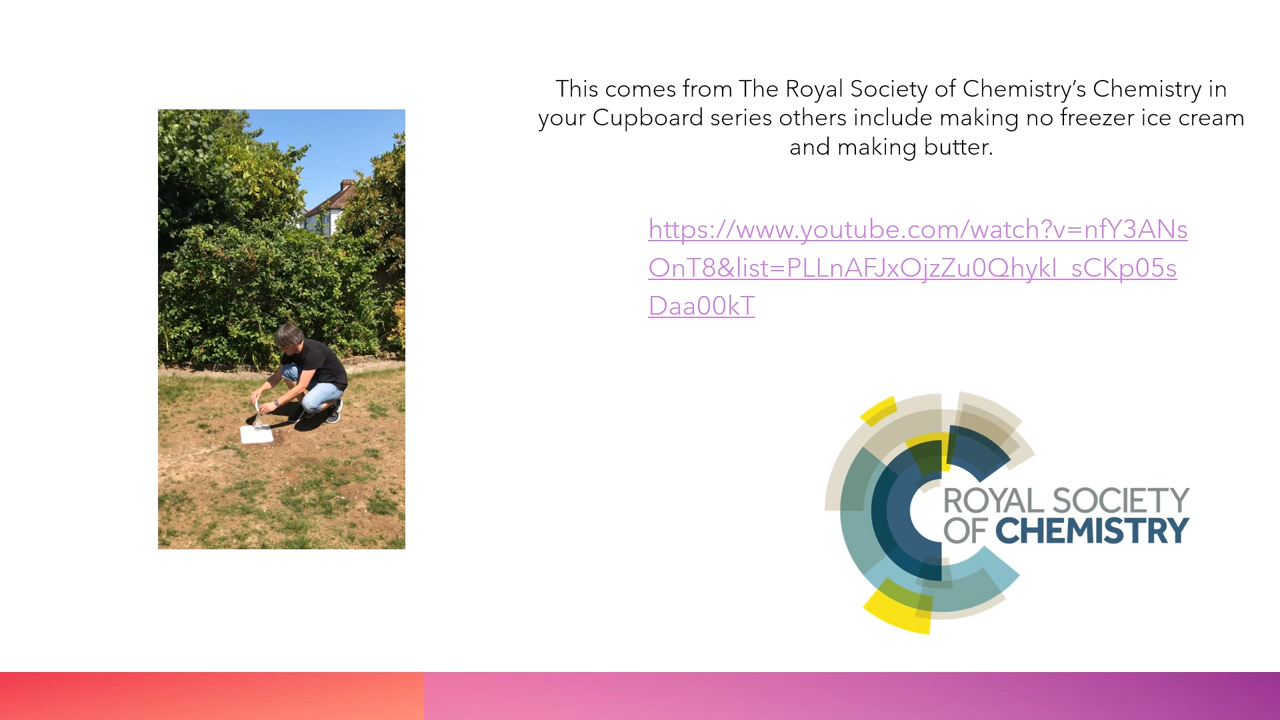 This comes from The Royal Society of Chemistry’s Chemistry in
your Cupboard series others include making no freezer ice cream
and making butter.
https://www.youtube.com/watch?v=nfY3ANs
OnT8&list=PLLnAFJxOjzZu0QhykI_sCKp05s
Daa00kT
ROYAL SOCIETY
OF CHEMISTRY